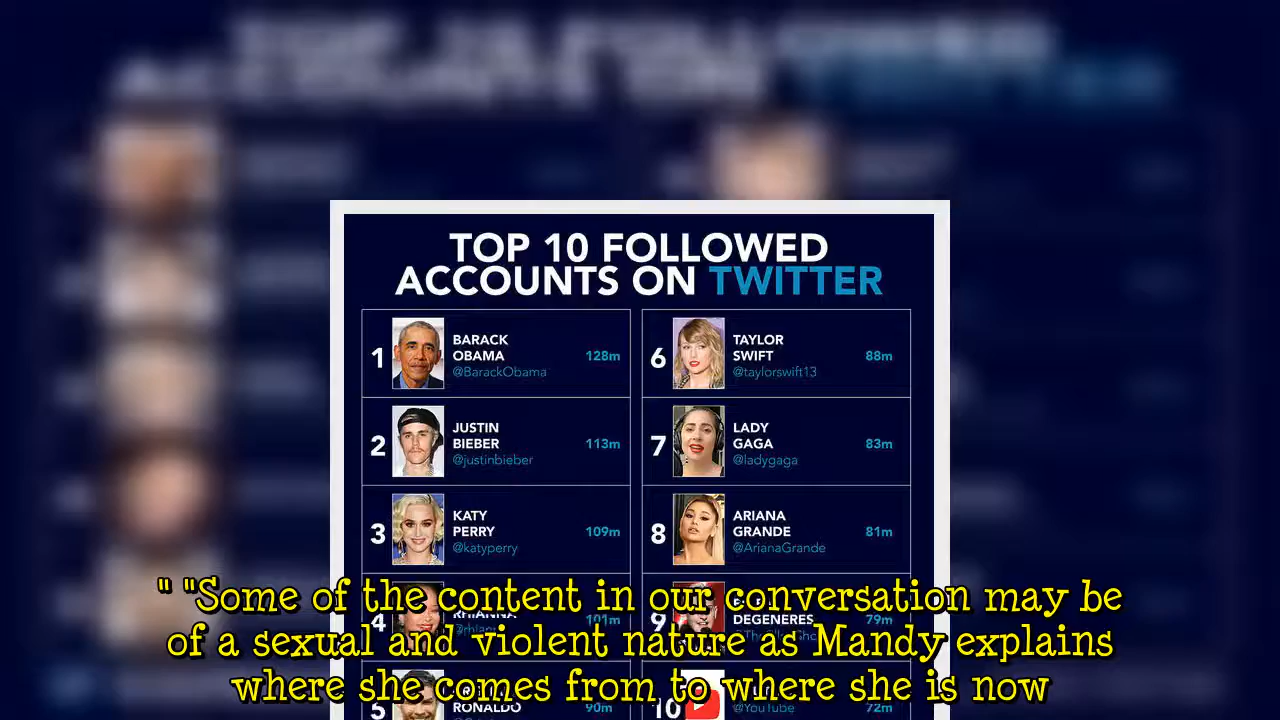 TOP 10 FOLLOWED
ACCOUNTS ON TWITTER
1
BARACK
OBAMA
128m
@BarackObama
2
JUSTIN
BIEBER
113m
@justinbieber
3
KATY
PERRY
109m
@katyperry
4
RHIANNA
101m
5
RONALDO
90m
6
TAYLOR
SWIFT
88m
@taylorswift13
7
LADY
GAGA
83m
@ladygaga
8
ARIANA
GRANDE
81m
@ArianaGrande
9
DEGENERES
79m
10
72m
@YouTube
" "Some of the content in our conversation may be
of a sexual and violent nature as Mandy explains
where she comes from to where she is now